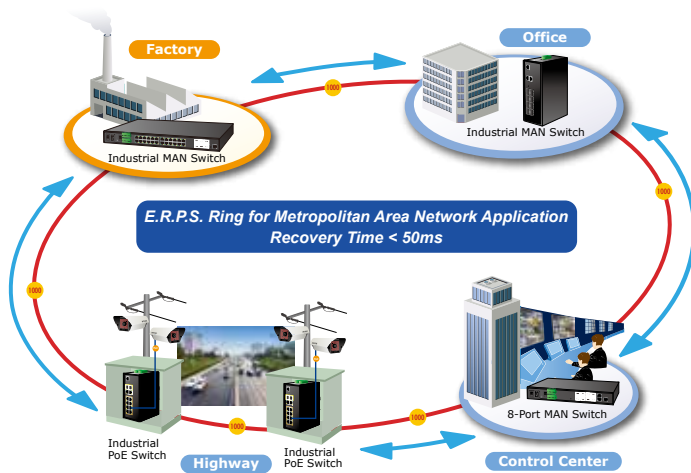 Factory
Office
1000
Industrial MAN Switch
Industrial MAN Switch
1000
E.R.P.S. Ring for Metropolitan Area Network Application
Recovery Time < 50ms
1000
8-Port MAN Switch
1000
1000
Industrial
PoE Switch
Industrial
PoE Switch
Highway
Control Center